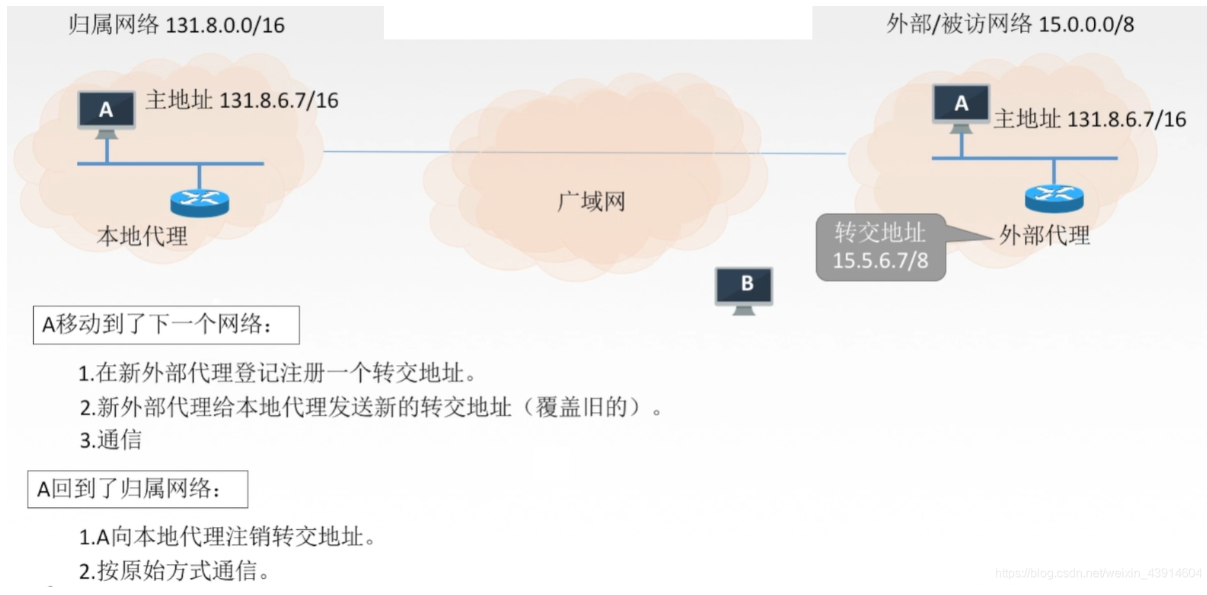 归属网络 131.8.0.0/16
外部/被访网络 15.0.0.0/8
A
主地址 131.8.6.7/16
A
主地址 131.8.6.7/16
广域网
本地代理
转交地址
15.5.6.7/8
外部代理
B
A移动到了下一个网络：
1.在新外部代理登记注册一个转交地址。
2.新外部代理给本地代理发送新的转交地址（覆盖旧的）。
3.通信
A回到了归属网络：
1.A向本地代理注销转交地址。
2.按原始方式通信。
https://blog.csdn.net/weixin_43914604